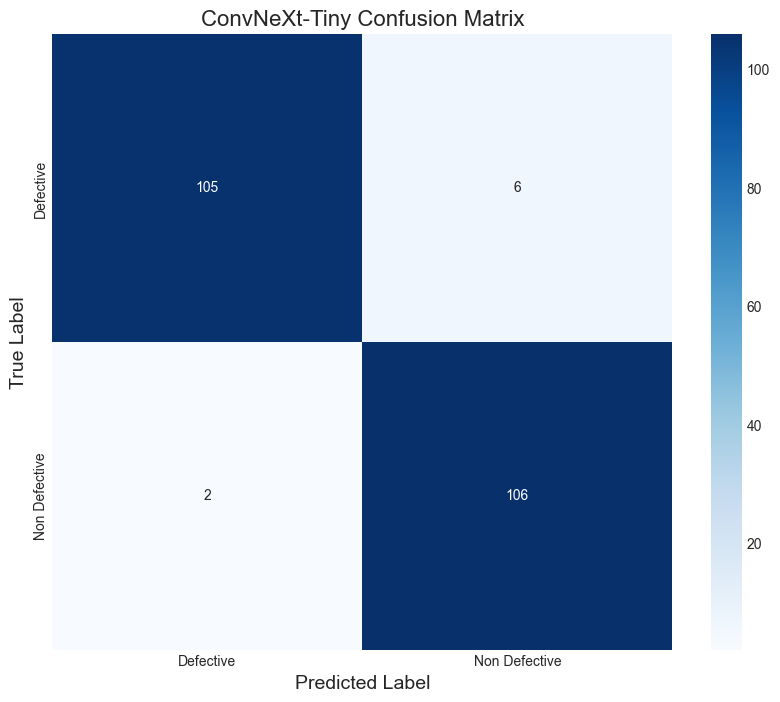 ConvNeXt-Tiny Confusion Matrix
True Label
Defective
Non Defective
105
6
2
106
Defective
Non Defective
Predicted Label
100
80
60
40
20